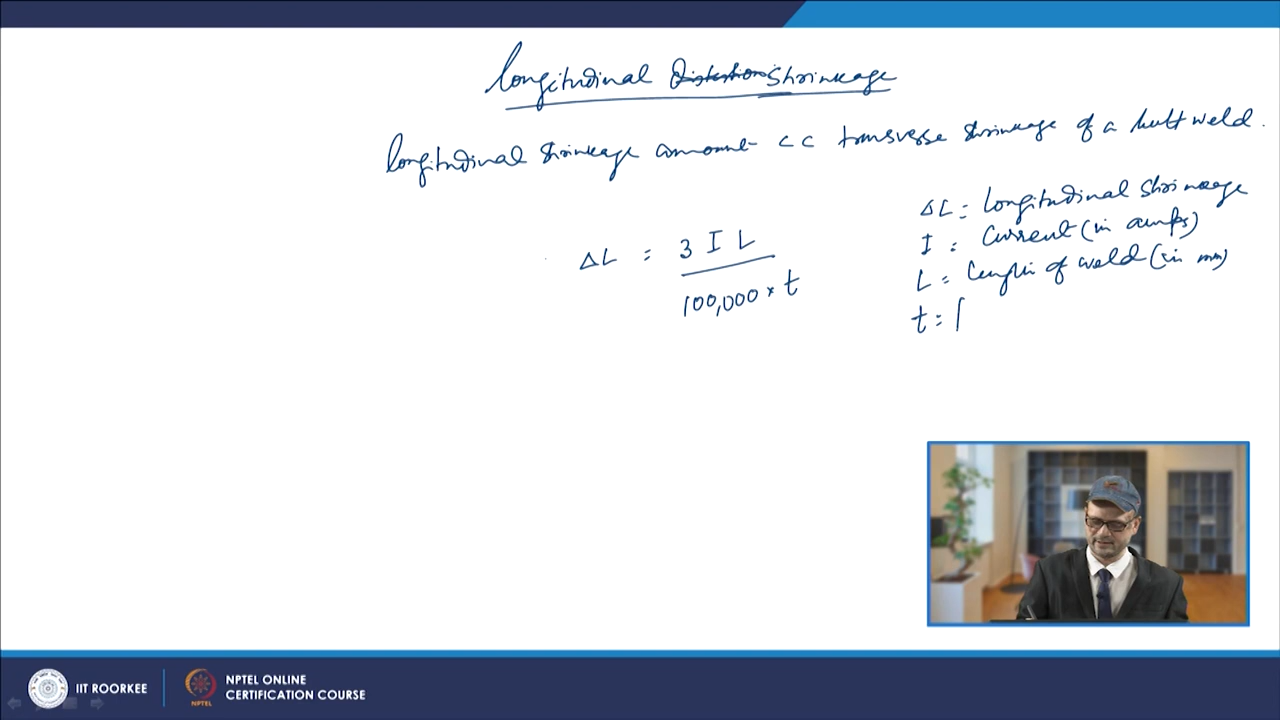 Longitudinal Distortion Shrinkage
Longitudinal shrinkage amount << transverse shrinkage of a butt weld.
ΔL = 3 I L / 100,000 × t
ΔL = Longitudinal Shrinkage
I = Current (in amps)
L = Length of weld (in mm)
t =
IIT ROORKEE
NPTEL
NPTEL ONLINE
CERTIFICATION COURSE